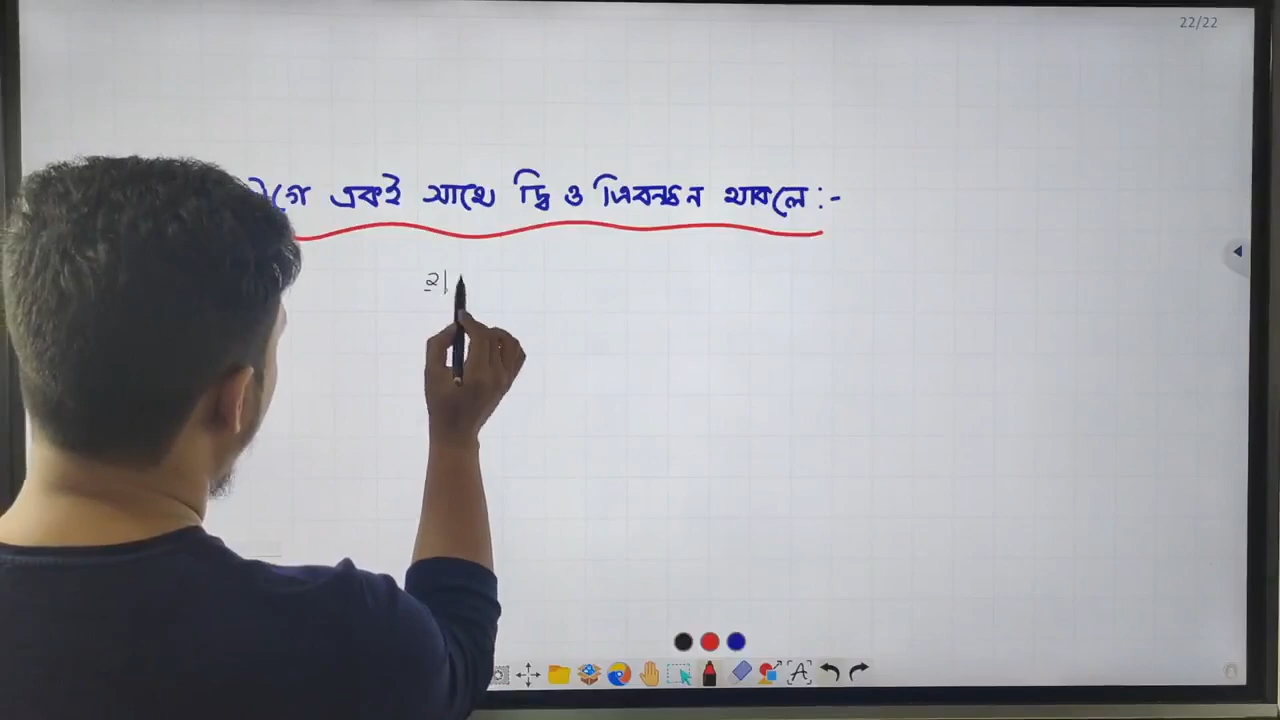 22/22
একই সাথে দ্বি ও ত্রিবন্ধন থাকলে :-
২|